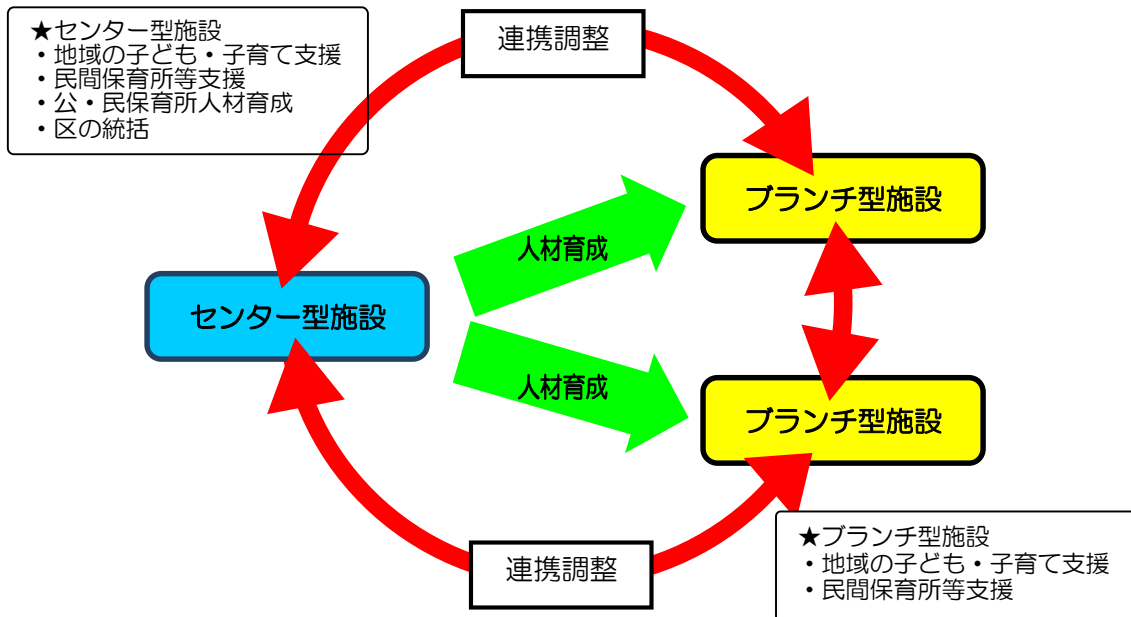 ★センター型施設
・地域の子ども・子育て支援
・民間保育所等支援
・公・民保育所人材育成
・区の統括
連携調整
ブランチ型施設
人材育成
センター型施設
人材育成
ブランチ型施設
連携調整
★ブランチ型施設
・地域の子ども・子育て支援
・民間保育所等支援